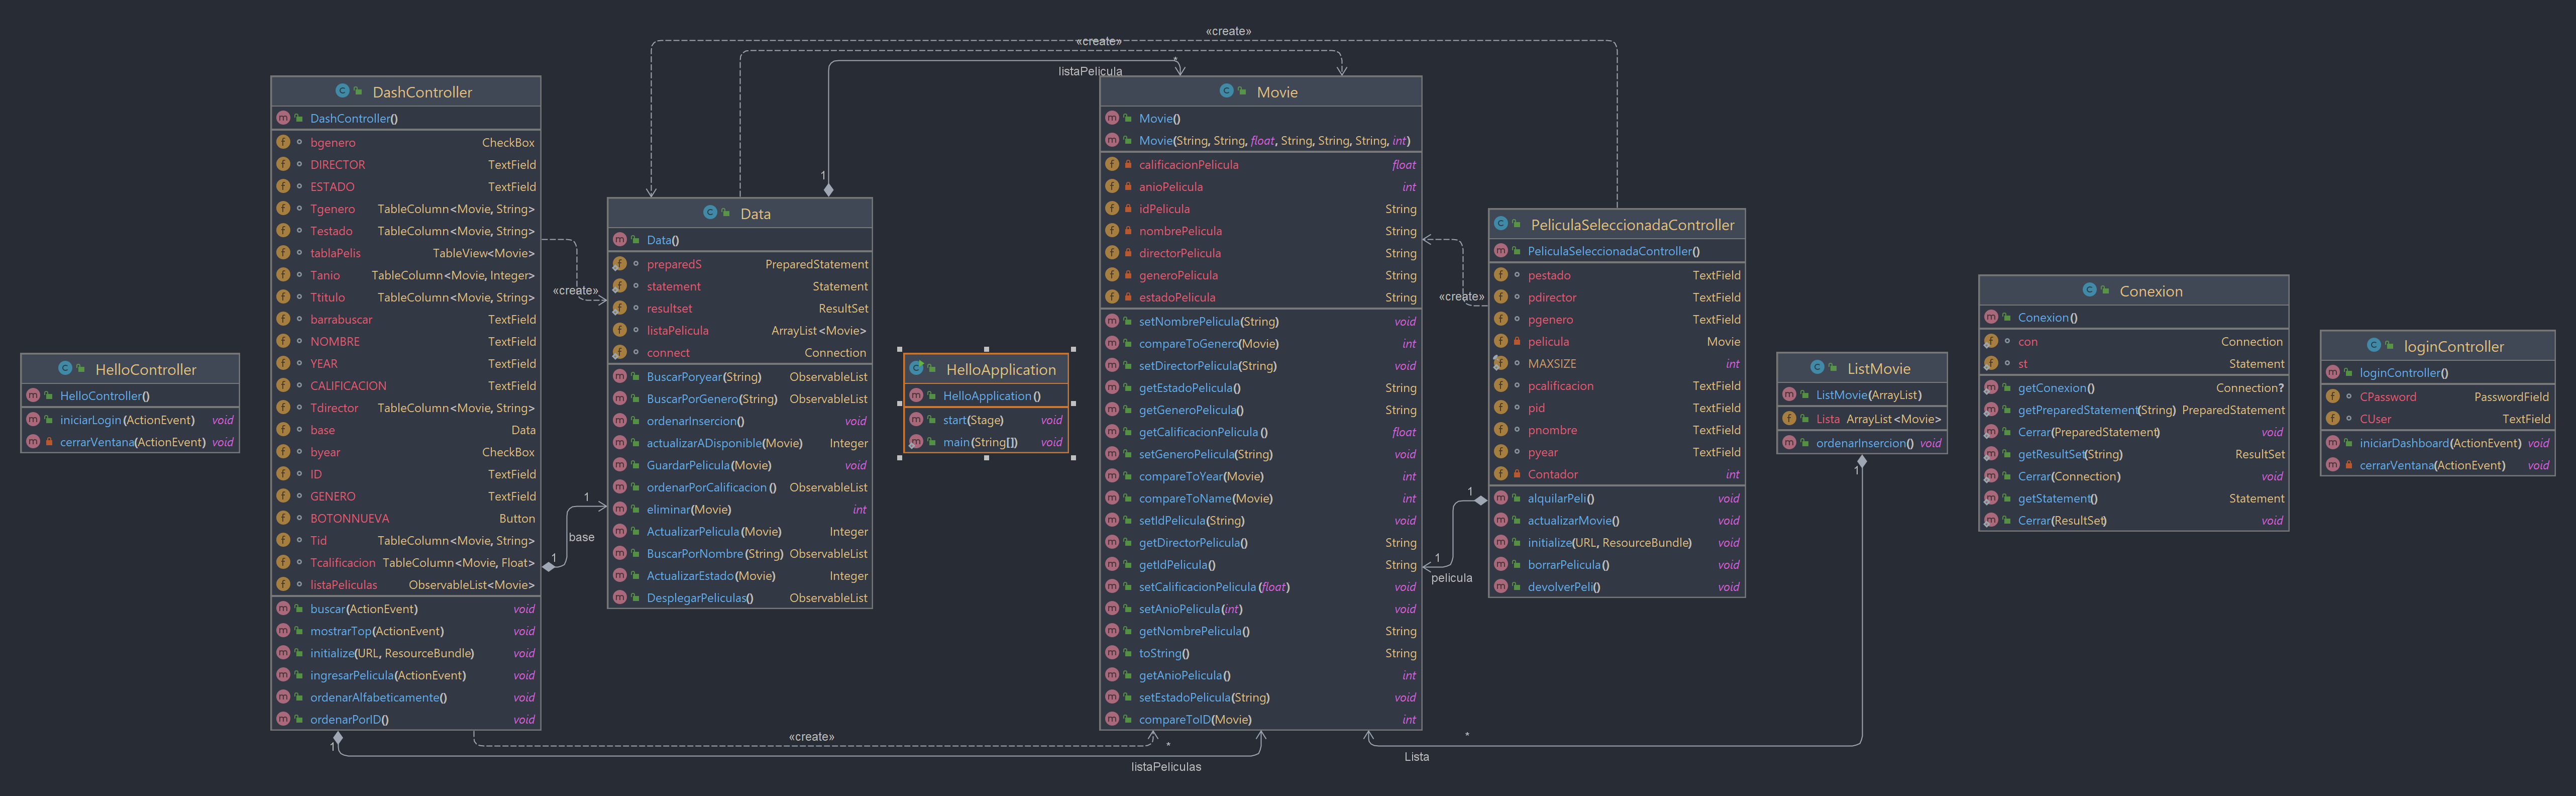 HelloController
HelloController()
iniciarLogin(ActionEvent) void
cerrarVentana(ActionEvent) void
DashController
DashController()
bgenero CheckBox
DIRECTOR TextField
ESTADO TextField
Tgenero TableColumn<Movie, String>
Testado TableColumn<Movie, String>
tablaPelis TableView<Movie>
Tanio TableColumn<Movie, Integer>
Ttitulo TableColumn<Movie, String>
barrabuscar TextField
NOMBRE TextField
YEAR TextField
CALIFICACION TextField
Tdirector TableColumn<Movie, String>
base Data
byear CheckBox
ID TextField
GENERO TextField
BOTONNUEVA Button
Tid TableColumn<Movie, String>
Tcalificacion TableColumn<Movie, Float>
listaPeliculas ObservableList<Movie>
buscar(ActionEvent) void
mostrarTop(ActionEvent) void
initialize(URL, ResourceBundle) void
ingresarPelicula(ActionEvent) void
ordenarAlfabeticamente() void
ordenarPorID() void
«create»
1
base
1
Data
Data()
preparedS PreparedStatement
statement Statement
resultset ResultSet
listaPelicula ArrayList<Movie>
connect Connection
BuscarPoryear(String) ObservableList
BuscarPorGenero(String) ObservableList
ordenarInsercion() void
actualizarADisponible(Movie) Integer
GuardarPelicula(Movie) void
ordenarPorCalificacion() ObservableList
eliminar(Movie) int
ActualizarPelicula(Movie) Integer
BuscarPorNombre(String) ObservableList
ActualizarEstado(Movie) Integer
DesplegarPeliculas() ObservableList
«create»
«create»
*
listaPelicula
1
HelloApplication
HelloApplication()
start(Stage) void
main(String[]) void
Movie
Movie()
Movie(String, String, float, String, String, String, int)
calificacionPelicula float
anioPelicula int
idPelicula String
nombrePelicula String
directorPelicula String
generoPelicula String
estadoPelicula String
setNombrePelicula(String) void
compareToGenero(Movie) int
setDirectorPelicula(String) void
getEstadoPelicula() String
getGeneroPelicula() String
getCalificacionPelicula() float
setGeneroPelicula(String) void
compareToYear(Movie) int
compareToName(Movie) int
setIdPelicula(String) void
getDirectorPelicula() String
getIdPelicula() String
setCalificacionPelicula(float) void
setAnioPelicula(int) void
getNombrePelicula() String
toString() String
getAnioPelicula() int
setEstadoPelicula(String) void
compareToID(Movie) int
«create»
1
1
pelicula
PeliculaSeleccionadaController
PeliculaSeleccionadaController()
pestado TextField
pdirector TextField
pgenero TextField
pelicula Movie
MAXSIZE int
pcalificacion TextField
pid TextField
pnombre TextField
pyear TextField
Contador int
alquilarPeli() void
actualizarMovie() void
initialize(URL, ResourceBundle) void
borrarPelicula() void
devolverPeli() void
ListMovie
ListMovie(ArrayList)
Lista ArrayList<Movie>
ordenarInsercion() void
1
Conexion
Conexion()
con Connection
st Statement
getConexion() Connection?
getPreparedStatement(String) PreparedStatement
Cerrar(PreparedStatement) void
getResultSet(String) ResultSet
Cerrar(Connection) void
getStatement() Statement
Cerrar(ResultSet) void
loginController
loginController()
CPassword PasswordField
CUser TextField
iniciarDashboard(ActionEvent) void
cerrarVentana(ActionEvent) void
1
«create»
*
listaPeliculas
*
Lista